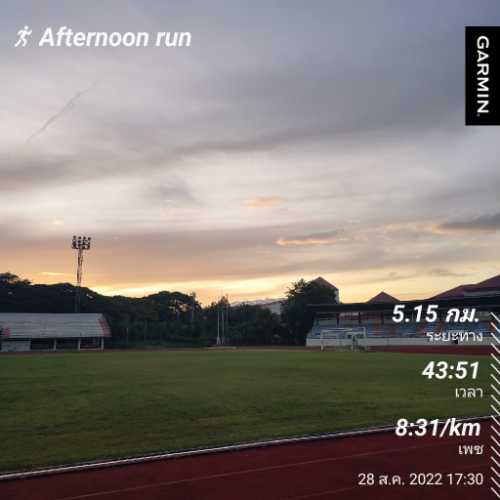 Afternoon run
GARMIN.
5.15 กม.
ระยะทาง
43:51
เวลา
8:31/km
เพซ
28 ส.ค. 2022 17:30